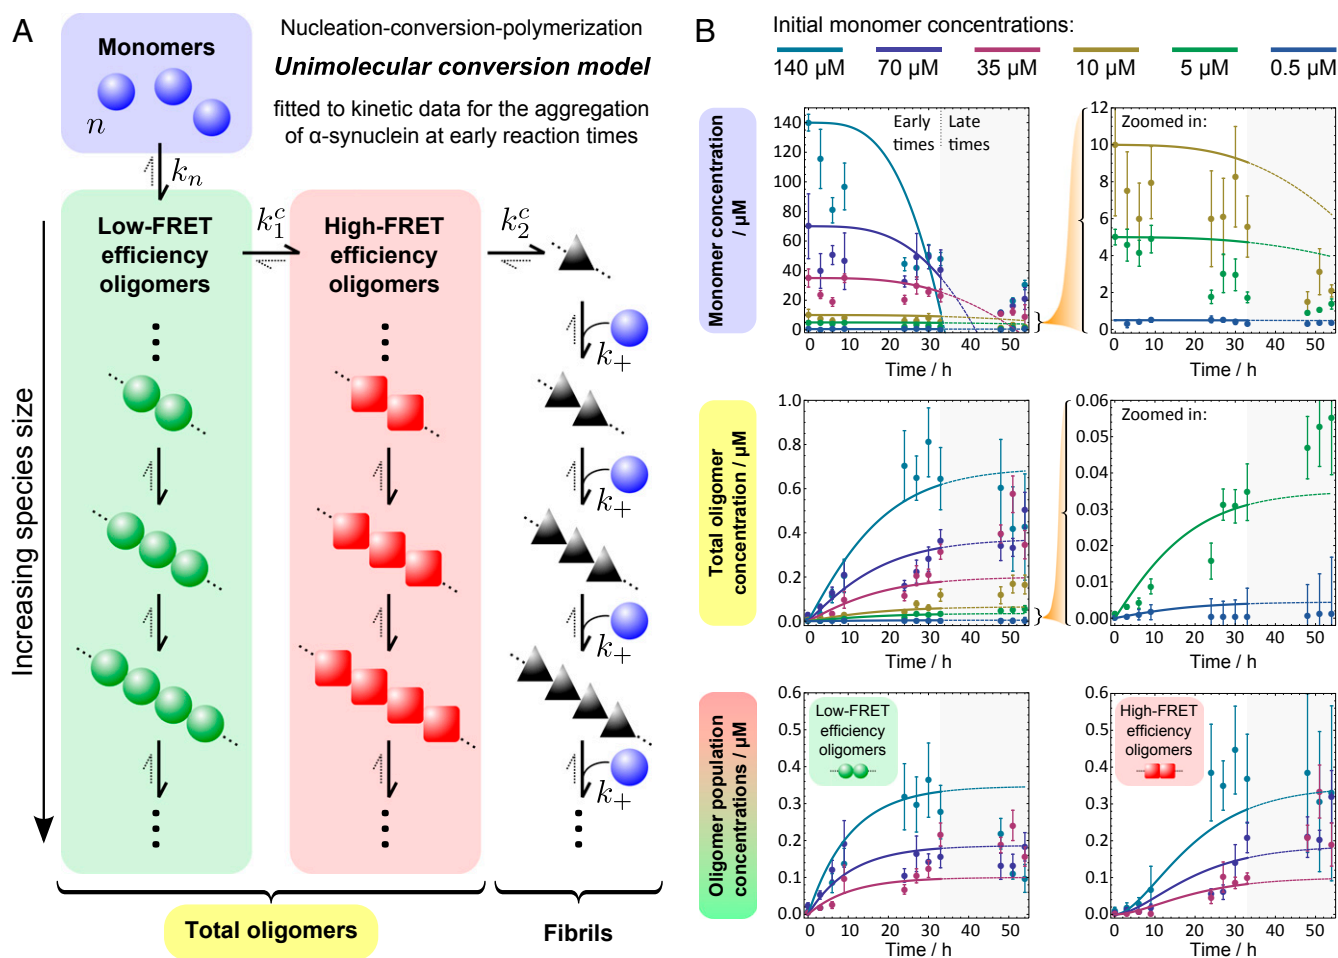 A
Monomers
n
Nucleation-conversion-polymerization
Unimolecular conversion model
fitted to kinetic data for the aggregation
of α-synuclein at early reaction times
k_n
Increasing species size
Low-FRET
efficiency
oligomers
k_1^c
High-FRET
efficiency
oligomers
k_2^c
k_+
k_+
k_+
k_+
Total oligomers
Fibrils
B
Initial monomer concentrations:
140 µM
70 µM
35 µM
10 µM
5 µM
0.5 µM
Monomer concentration
/ µM
140
120
100
80
60
40
20
0
Early
times
Late
times
0 10 20 30 40 50
Time / h
12
10
8
6
4
2
0
Zoomed in:
0 10 20 30 40 50
Time / h
Total oligomer
concentration / µM
1.0
0.8
0.6
0.4
0.2
0.0
0 10 20 30 40 50
Time / h
0.06
0.05
0.04
0.03
0.02
0.01
0.00
Zoomed in:
0 10 20 30 40 50
Time / h
Oligomer population
concentrations / µM
0.6
0.5
0.4
0.3
0.2
0.1
0.0
Low-FRET
efficiency
oligomers
0 10 20 30 40 50
Time / h
0.6
0.5
0.4
0.3
0.2
0.1
0.0
High-FRET
efficiency
oligomers
0 10 20 30 40 50
Time / h